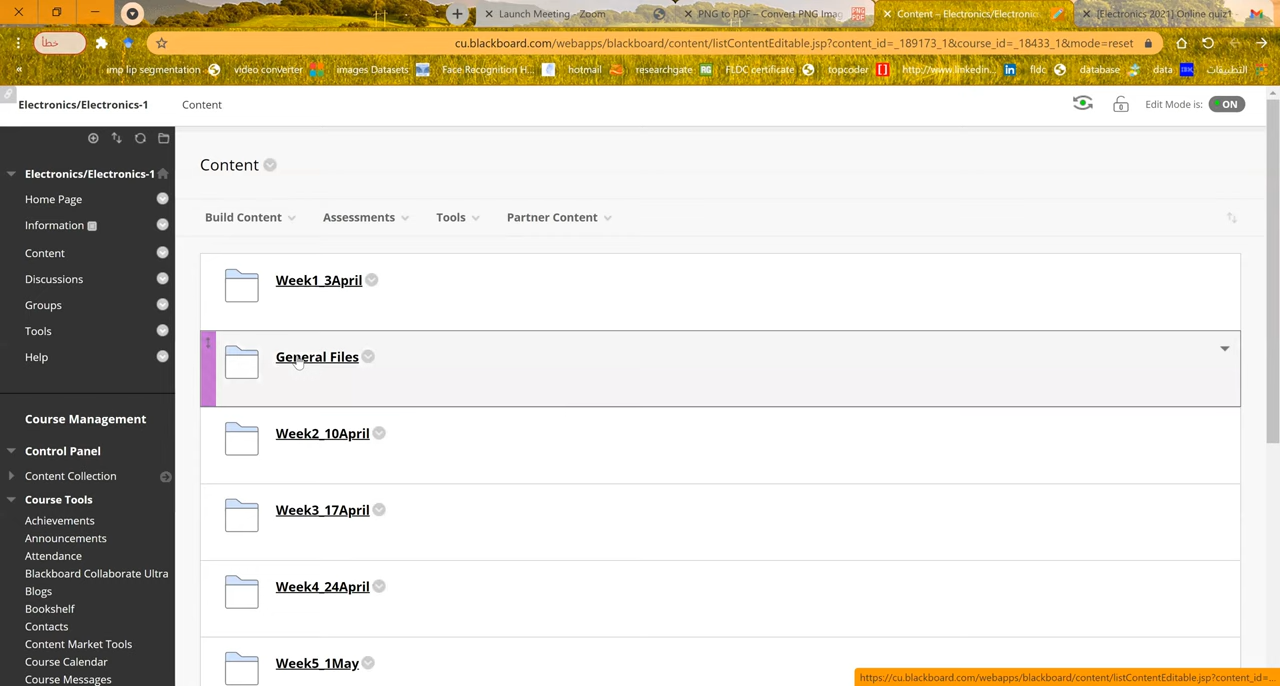 Launch Meeting - Zoom
PNG to PDF – Convert PNG Imag
Content – Electronics/Electronic
[Electronics 2021] Online quiz1 -
خطأ
cu.blackboard.com/webapps/blackboard/content/listContentEditable.jsp?content_id=_189173_1&course_id=_18433_1&mode=reset
«
imp lip segmentation
video converter
images Datasets
Face Recognition H...
hotmail
researchgate
RG
FLDC certificate
topcoder
http://www.linkedin...
in
fldc
database
data
التطبيقات
Electronics/Electronics-1
Content
Edit Mode is:
ON
Electronics/Electronics-1
Home Page
Information
Content
Discussions
Groups
Tools
Help
Course Management
Control Panel
Content Collection
Course Tools
Achievements
Announcements
Attendance
Blackboard Collaborate Ultra
Blogs
Bookshelf
Contacts
Content Market Tools
Course Calendar
Course Messages
Content
Build Content
Assessments
Tools
Partner Content
Week1_3April
General Files
Week2_10April
Week3_17April
Week4_24April
Week5_1May
https://cu.blackboard.com/webapps/blackboard/content/listContentEditable.jsp?content_id=...